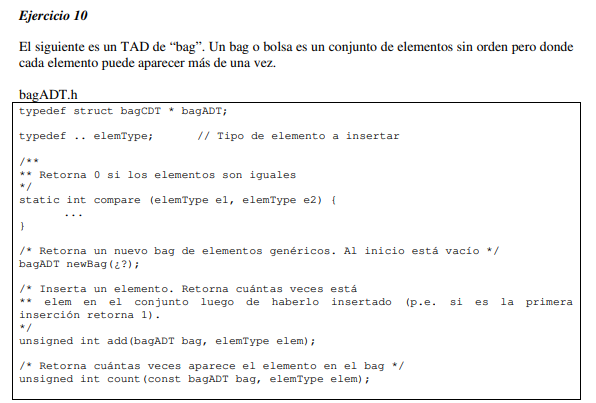 Ejercicio 10
El siguiente es un TAD de “bag”. Un bag o bolsa es un conjunto de elementos sin orden pero donde
cada elemento puede aparecer más de una vez.
bagADT.h
typedef struct bagCDT * bagADT;
typedef .. elemType;      // Tipo de elemento a insertar
/**
** Retorna 0 si los elementos son iguales
*/
static int compare (elemType e1, elemType e2) {
...
}
/* Retorna un nuevo bag de elementos genéricos. Al inicio está vacío */
bagADT newBag(¿?);
/* Inserta un elemento. Retorna cuántas veces está
** elem en el conjunto luego de haberlo insertado (p.e. si es la primera
inserción retorna 1).
*/
unsigned int add(bagADT bag, elemType elem);
/* Retorna cuántas veces aparece el elemento en el bag */
unsigned int count(const bagADT bag, elemType elem);